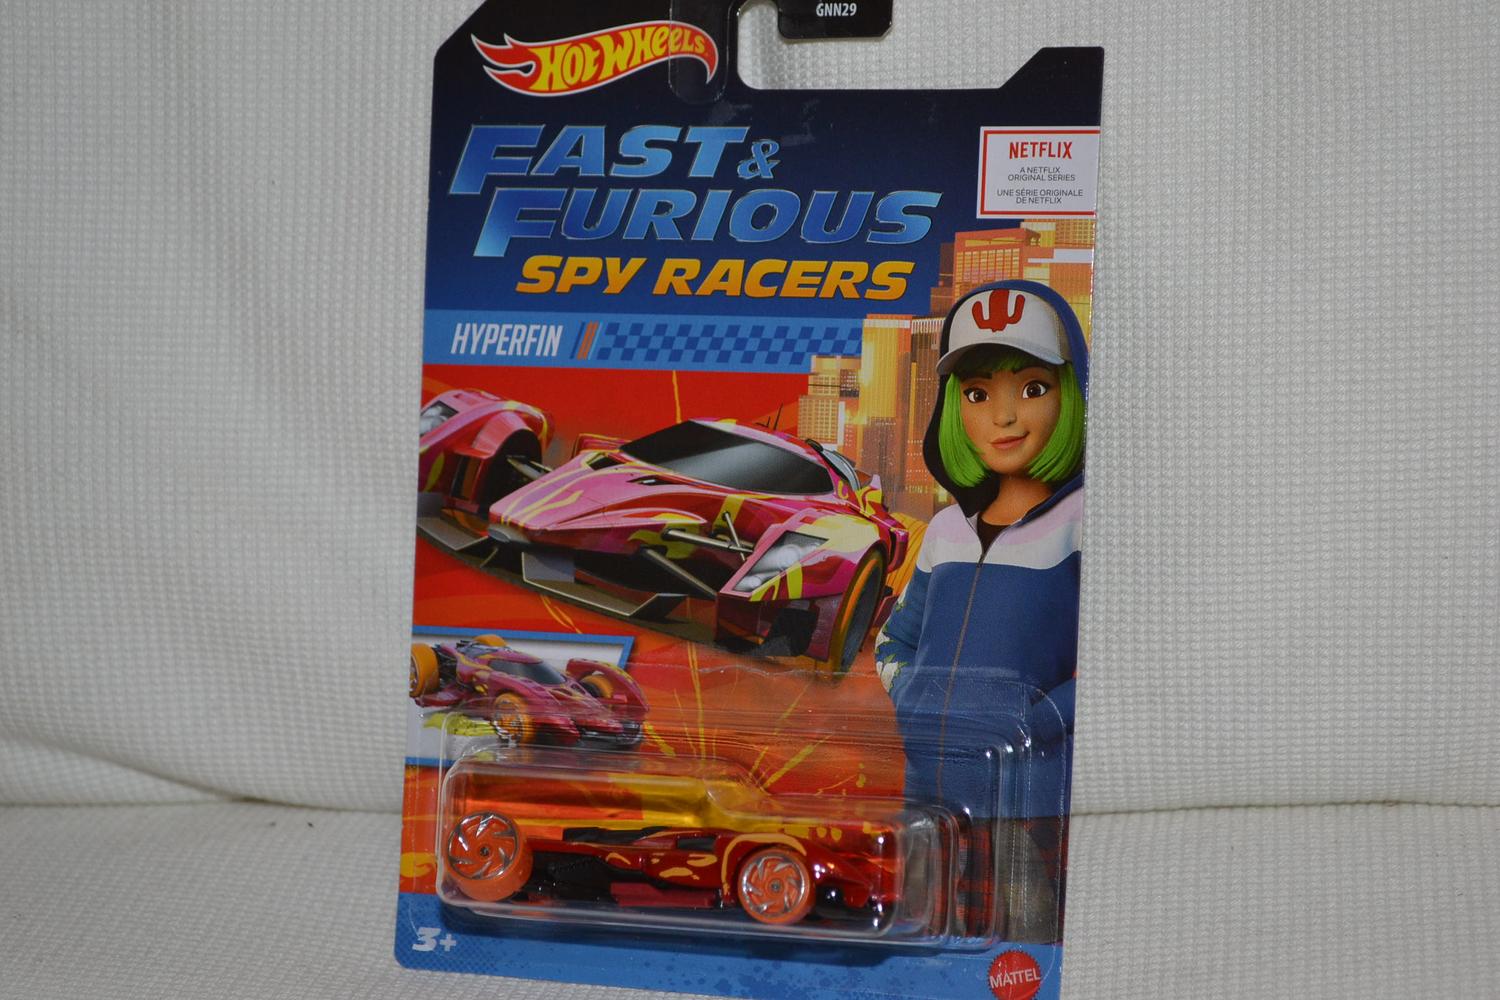 GNN29
HOT WHEELS
FAST &
FURIOUS
SPY RACERS
NETFLIX
A NETFLIX
ORIGINAL SERIES
UNE SÉRIE ORIGINALE
DE NETFLIX
HYPERFIN
3+
MATTEL